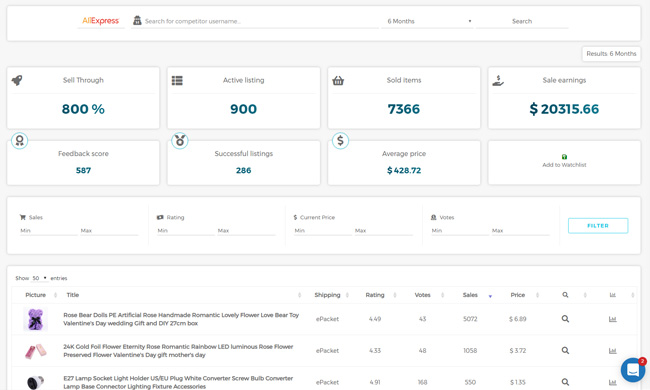 AliExpress
Search for competitor username...
6 Months
Search
Results 6 Months
Sell Through
800 %
Active listing
900
Sold items
7366
Sale earnings
$ 20315.66
Feedback score
587
Successful listings
286
Average price
$ 428.72
Add to Watchlist
Sales
Min Max
Rating
Min Max
$ Current Price
Min Max
Votes
Min Max
FILTER
Show 50 entries
Picture Title Shipping Rating Votes Sales Price
Rose Bear Dolls PE Artificial Rose Handmade Romantic Lovely Flower Love Bear Toy
Valentine's Day wedding Gift and DIY 27cm box
ePacket 4.49 43 5072 $ 6.89
24K Gold Foil Flower Eternity Rose Romantic Rainbow LED luminous Rose Flower
Preserved Flower Valentine's Day gift mother's day
ePacket 4.33 48 1058 $ 3.72
E27 Lamp Socket Light Holder US/EU Plug White Converter Screw Bulb Converter
Lamp Base Connector Lighting Fixture Accessories
ePacket 4.91 168 550 $ 1.35
2